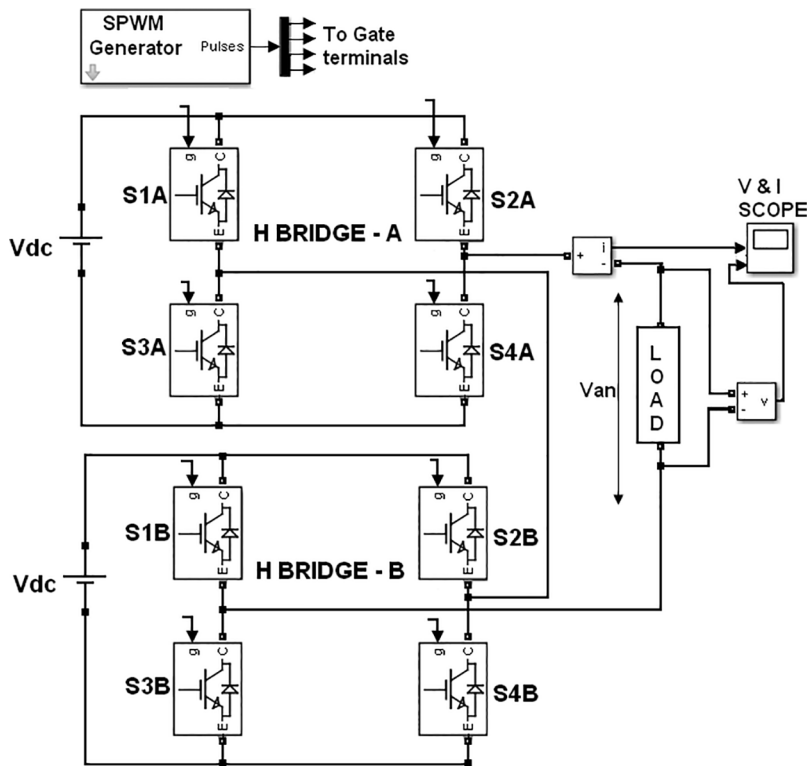 SPWM
Generator
Pulses
To Gate
terminals
g
C
E
S1A
g
C
E
S2A
H BRIDGE - A
Vdc
g
C
E
S3A
g
C
E
S4A
+
i
-
V & I
SCOPE
Van
LOAD
+
-
v
g
C
E
S1B
g
C
E
S2B
H BRIDGE - B
Vdc
g
C
E
S3B
g
C
E
S4B